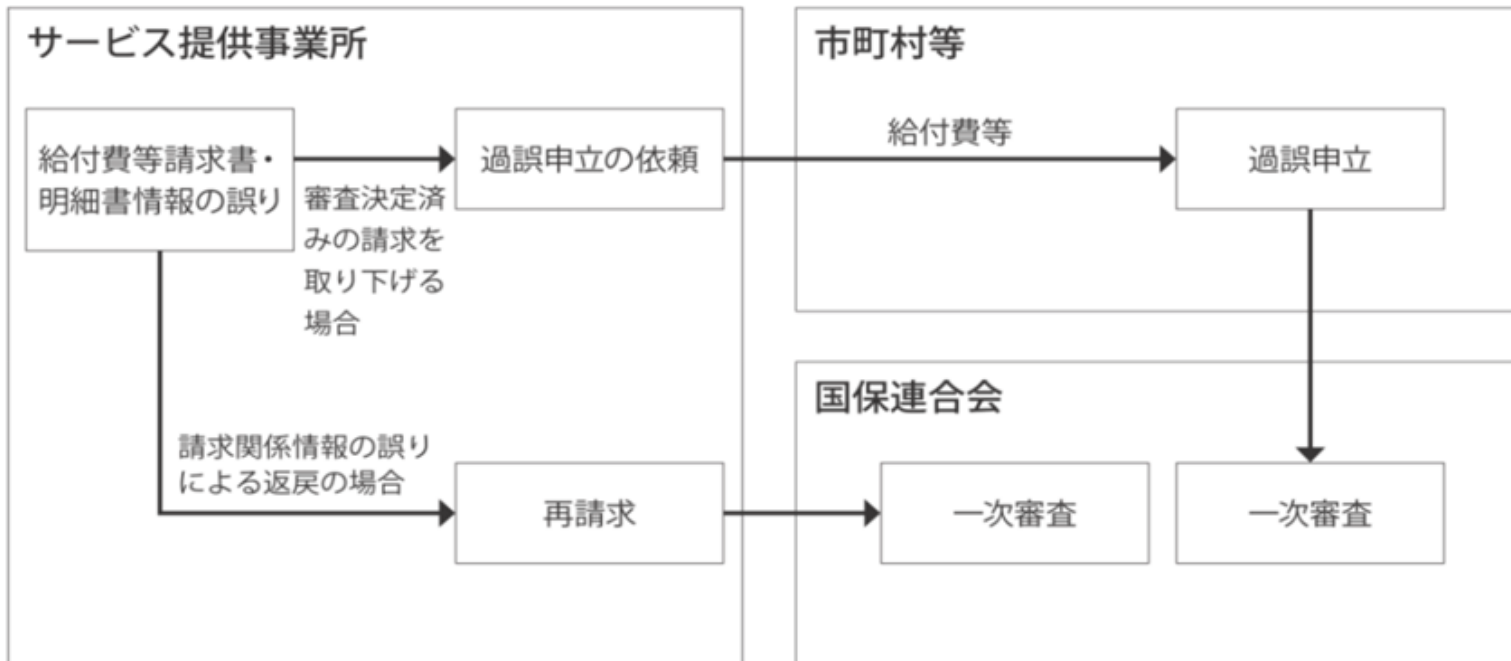 サービス提供事業所
給付費等請求書・
明細書情報の誤り
審査決定済
みの請求を
取り下げる
場合
過誤申立の依頼
請求関係情報の誤り
による返戻の場合
再請求
市町村等
給付費等
過誤申立
国保連合会
一次審査
一次審査